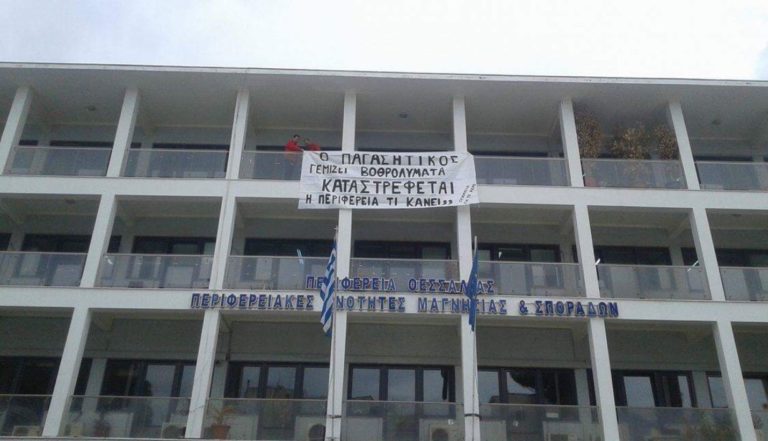 Ο ΠΑΓΑΣΗΤΙΚΟΣ
ΓΕΜΙΖΕΙ ΒΟΘΡΟΛΥΜΑΤΑ
ΚΑΤΑΣΤΡΕΦΕΤΑΙ
Η ΠΕΡΙΦΕΡΕΙΑ ΤΙ ΚΑΝΕΙ;;
ΠΕΡΙΦΕΡΕΙΑ ΘΕΣΣΑΛΙΑΣ
ΠΕΡΙΦΕΡΕΙΑΚΕΣ ΕΝΟΤΗΤΕΣ ΜΑΓΝΗΣΙΑΣ & ΣΠΟΡΑΔΩΝ